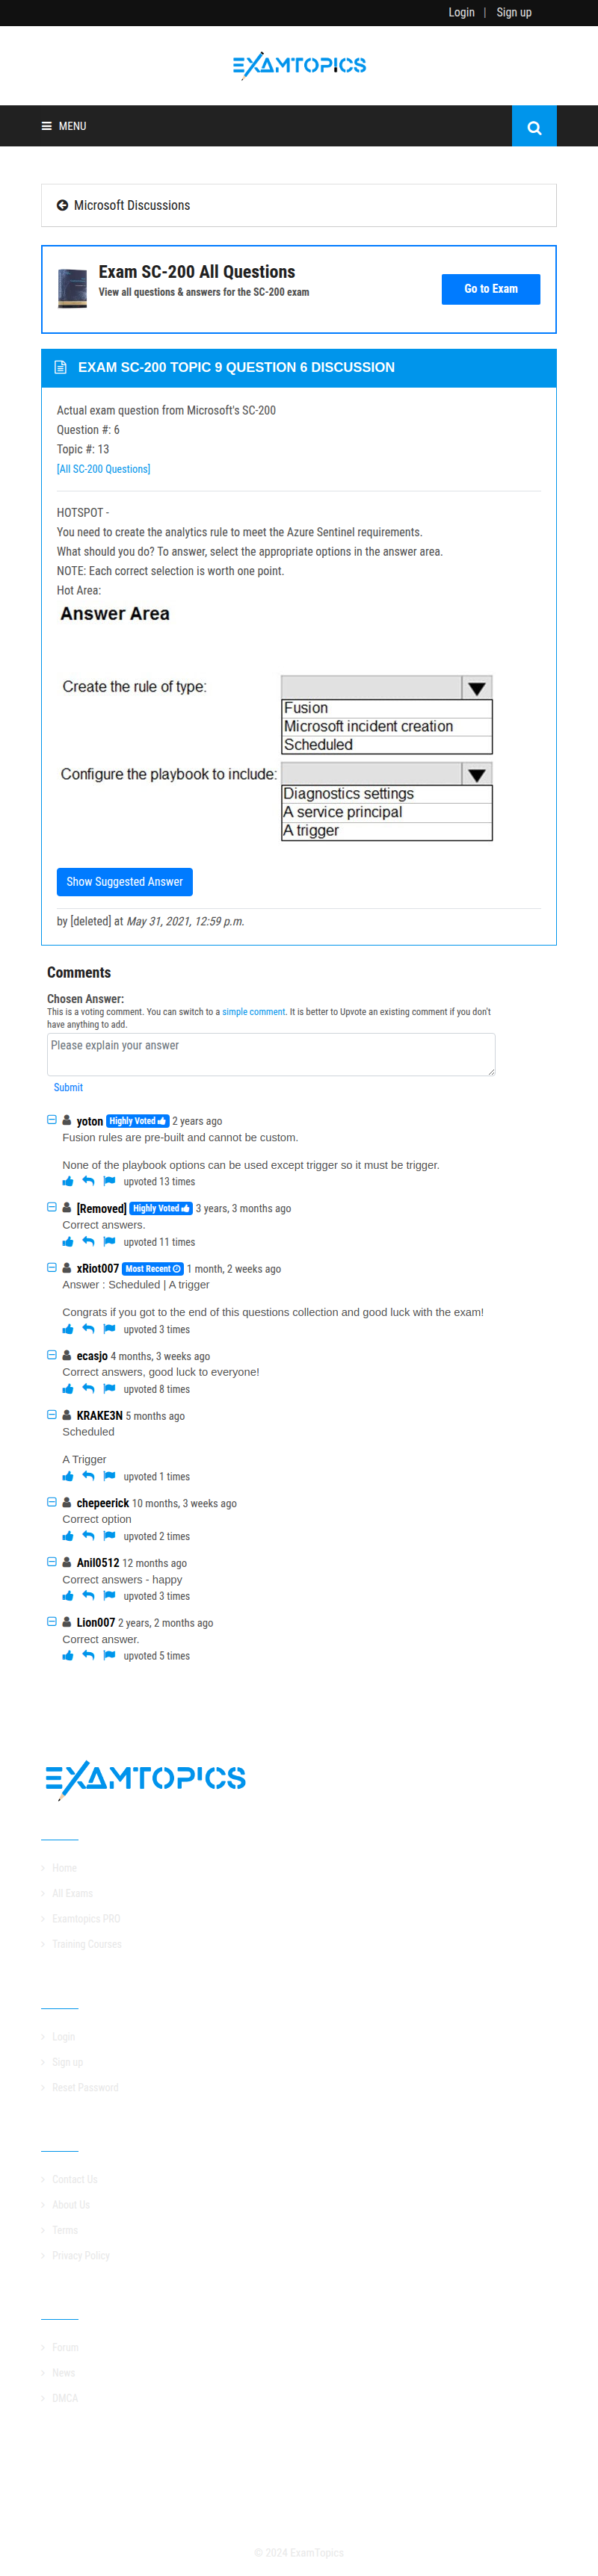 Login | Sign up
EXAMTOPICS
MENU
Microsoft Discussions
Exam SC-200 All Questions
View all questions & answers for the SC-200 exam
Go to Exam
EXAM SC-200 TOPIC 9 QUESTION 6 DISCUSSION
Actual exam question from Microsoft's SC-200
Question #: 6
Topic #: 13
[All SC-200 Questions]
HOTSPOT -
You need to create the analytics rule to meet the Azure Sentinel requirements.
What should you do? To answer, select the appropriate options in the answer area.
NOTE: Each correct selection is worth one point.
Hot Area:
Answer Area
Create the rule of type:
Fusion
Microsoft incident creation
Scheduled
Configure the playbook to include:
Diagnostics settings
A service principal
A trigger
Show Suggested Answer
by [deleted] at May 31, 2021, 12:59 p.m.
Comments
Chosen Answer:
This is a voting comment. You can switch to a simple comment. It is better to Upvote an existing comment if you don't
have anything to add.
Please explain your answer
Submit
yoton Highly Voted 2 years ago
Fusion rules are pre-built and cannot be custom.
None of the playbook options can be used except trigger so it must be trigger.
upvoted 13 times
[Removed] Highly Voted 3 years, 3 months ago
Correct answers.
upvoted 11 times
xRiot007 Most Recent 1 month, 2 weeks ago
Answer : Scheduled | A trigger
Congrats if you got to the end of this questions collection and good luck with the exam!
upvoted 3 times
ecasjo 4 months, 3 weeks ago
Correct answers, good luck to everyone!
upvoted 8 times
KRAKE3N 5 months ago
Scheduled
A Trigger
upvoted 1 times
chepeerick 10 months, 3 weeks ago
Correct option
upvoted 2 times
Anil0512 12 months ago
Correct answers - happy
upvoted 3 times
Lion007 2 years, 2 months ago
Correct answer.
upvoted 5 times
EXAMTOPICS
Home
All Exams
Examtopics PRO
Training Courses
Login
Sign up
Reset Password
Contact Us
About Us
Terms
Privacy Policy
Forum
News
DMCA
© 2024 ExamTopics